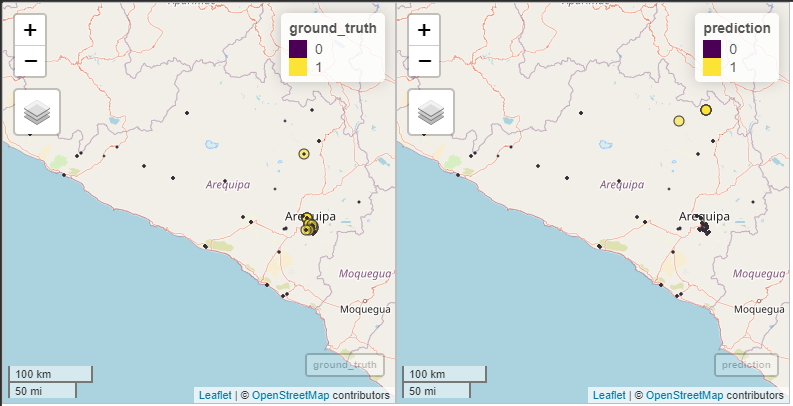 +
−
ground_truth
0
1
Arequipa
Arequipa
Moquegua
Moquegua
100 km
50 mi
ground_truth
Leaflet | © OpenStreetMap contributors
+
−
prediction
0
1
Arequipa
Arequipa
Moquegua
Moquegua
100 km
50 mi
prediction
Leaflet | © OpenStreetMap contributors